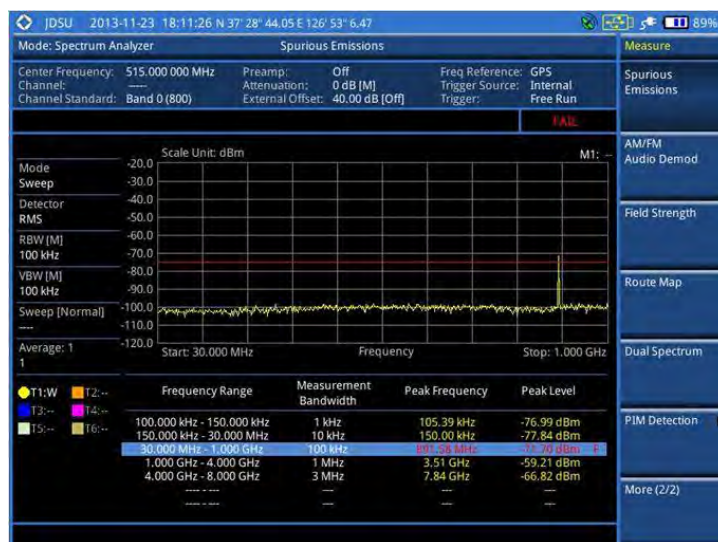 JDSU 2013-11-23 18:11:26 N 37' 28" 44.05 E 126' 53" 6.47 89%
Mode: Spectrum Analyzer Spurious Emissions Measure
Center Frequency: 515.000 000 MHz Preamp: Off Freq Reference: GPS
Channel: ---- Attenuation: 0 dB [M] Trigger Source: Internal
Channel Standard: Band 0 (800) External Offset: 40.00 dB [Off] Trigger: Free Run
FAIL
Spurious Emissions
AM/FM Audio Demod
Field Strength
Route Map
Dual Spectrum
PIM Detection
More (2/2)
Mode
Sweep
Detector
RMS
RBW [M]
100 kHz
VBW [M]
100 kHz
Sweep [Normal]
----
Average: 1
1
T1:W T2:--
T3:-- T4:--
T5:-- T6:--
Scale Unit: dBm M1: --
-20.0
-30.0
-40.0
-50.0
-60.0
-70.0
-80.0
-90.0
-100.0
-110.0
-120.0
Start: 30.000 MHz Frequency Stop: 1.000 GHz
Frequency Range Measurement Bandwidth Peak Frequency Peak Level
100.000 kHz - 150.000 kHz 1 kHz 105.39 kHz -76.99 dBm
150.000 kHz - 30.000 MHz 10 kHz 150.00 kHz -77.84 dBm
30.000 MHz - 1.000 GHz 100 kHz 891.58 MHz dBm F
1.000 GHz - 4.000 GHz 1 MHz 3.51 GHz -59.21 dBm
4.000 GHz - 8.000 GHz 3 MHz 7.84 GHz -66.82 dBm
---- - --- --- --- ---
---- - --- --- --- ---